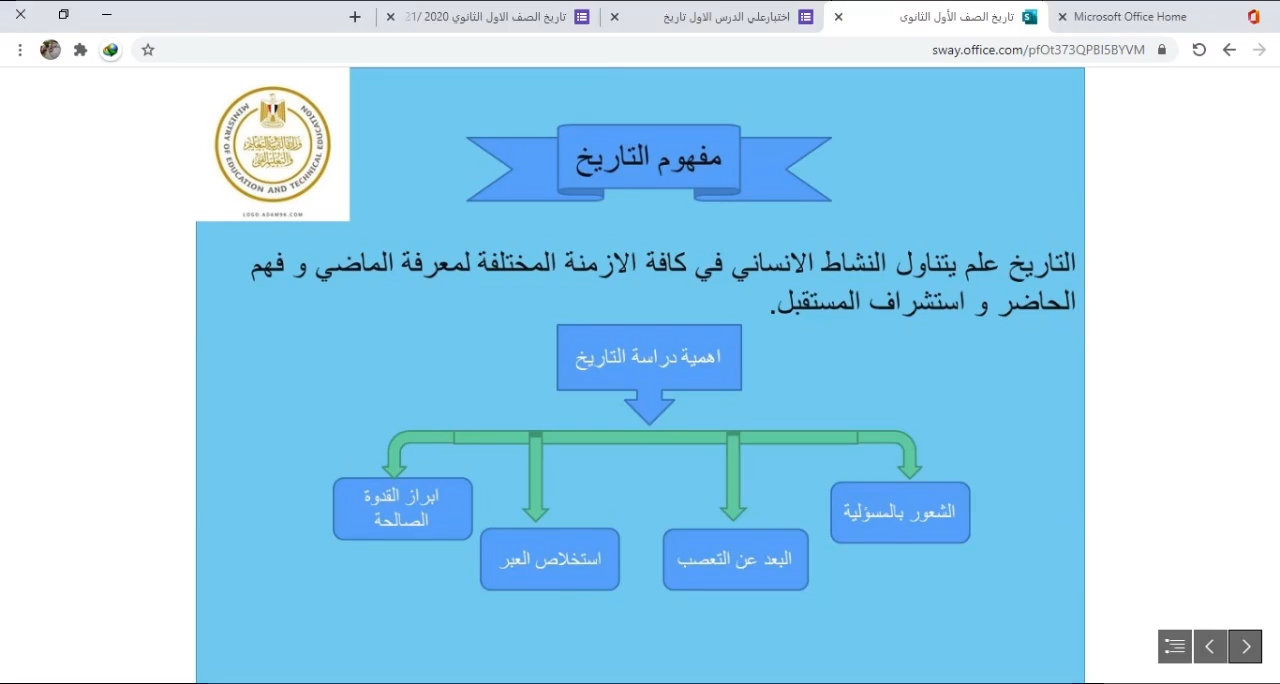 Microsoft Office Home
تاريخ الصف الأول الثانوى
اختبارعلي الدرس الاول تاريخ
تاريخ الصف الاول الثانوي 2020 /21
sway.office.com/pfOt373QPBI5BYVM
MINISTRY OF EDUCATION AND TECHNICAL EDUCATION
LOGO-ADAWEK.COM
مفهوم التاريخ
التاريخ علم يتناول النشاط الانساني في كافة الازمنة المختلفة لمعرفة الماضي و فهم
الحاضر و استشراف المستقبل.
اهمية دراسة التاريخ
الشعور بالمسؤلية
البعد عن التعصب
استخلاص العبر
ابراز القدوة
الصالحة